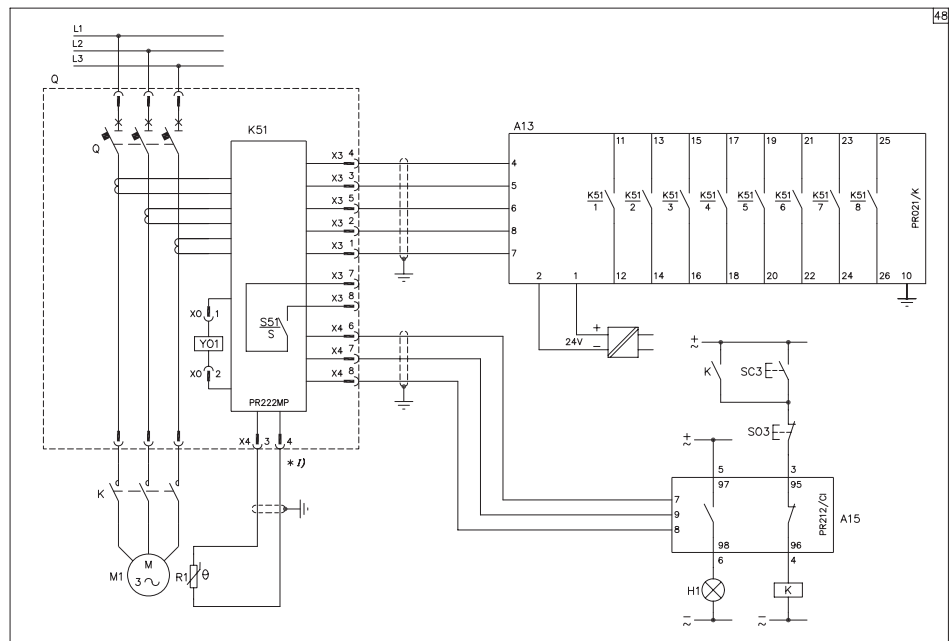 48
L1
L2
L3
Q
Q
K51
X3 4
X3 3
X3 5
X3 2
X3 1
X3 7
X3 8
X4 6
X4 7
X4 8
S51
S
X0 1
YO1
X0 2
PR222MP
X4 3 4
* 1)
K
M1
M
3
R1
θ
A13
4
5
6
8
7
11 13 15 17 19 21 23 25
K51 K51 K51 K51 K51 K51 K51 K51
1 2 3 4 5 6 7 8
PR021/K
2 1 12 14 16 18 20 22 24 26 10
+
24V
−
K
SC3
SO3
5 3
97 95
7
9
8
PR212/CI
A15
98 96
6 4
H1
K